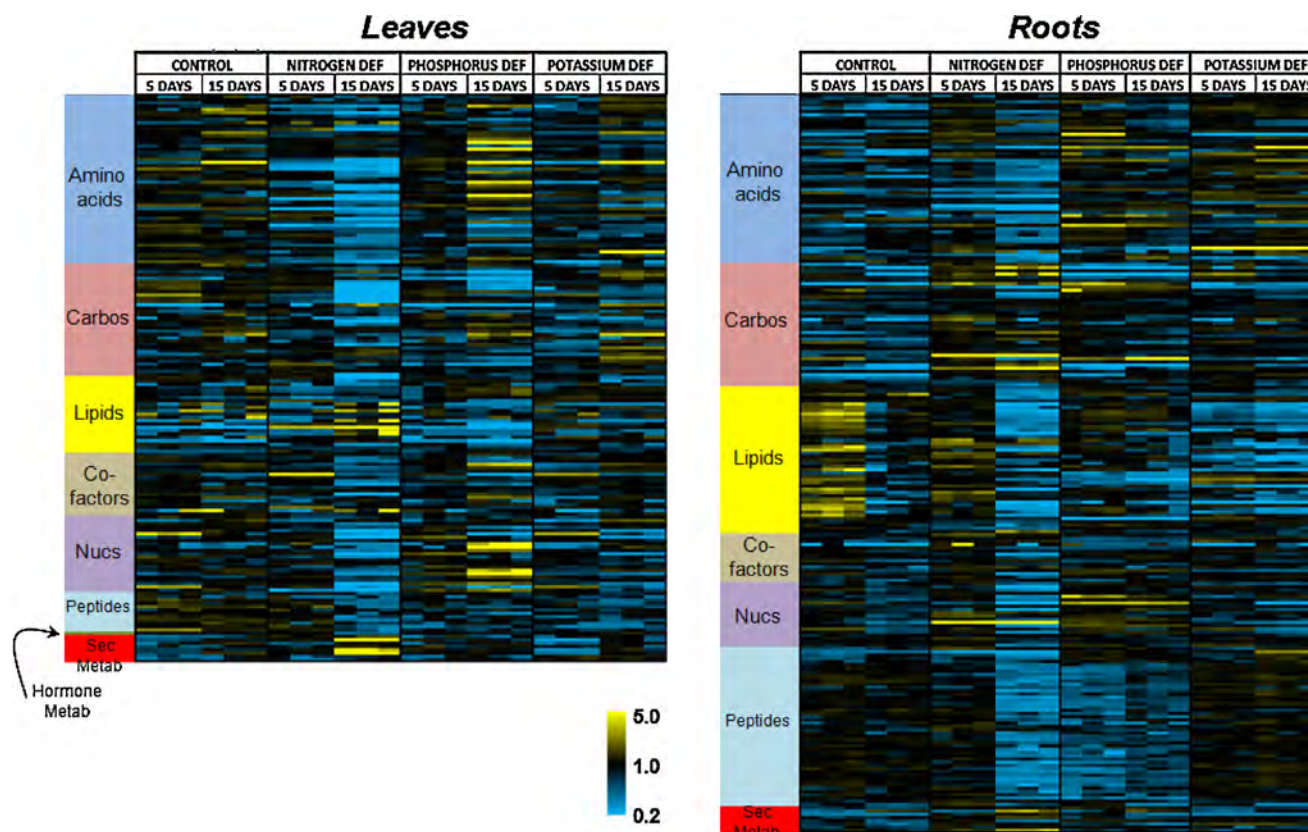 Leaves
CONTROL NITROGEN DEF PHOSPHORUS DEF POTASSIUM DEF
5 DAYS 15 DAYS 5 DAYS 15 DAYS 5 DAYS 15 DAYS 5 DAYS 15 DAYS
Amino
acids
Carbos
Lipids
Co-
factors
Nucs
Peptides
Sec
Metab
Hormone
Metab
5.0
1.0
0.2
Roots
CONTROL NITROGEN DEF PHOSPHORUS DEF POTASSIUM DEF
5 DAYS 15 DAYS 5 DAYS 15 DAYS 5 DAYS 15 DAYS 5 DAYS 15 DAYS
Amino
acids
Carbos
Lipids
Co-
factors
Nucs
Peptides
Sec
Metab